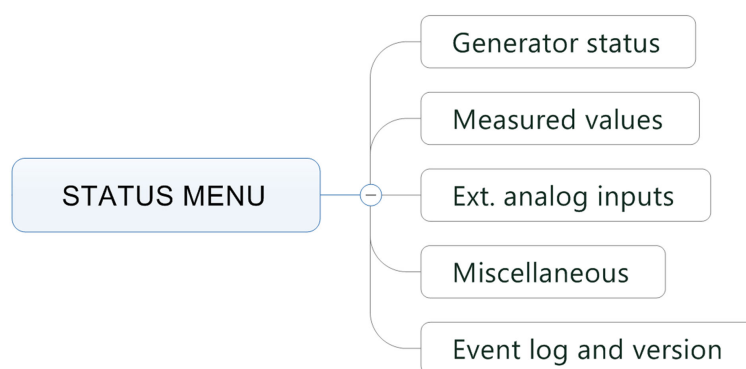 Generator status
Measured values
STATUS MENU
Ext. analog inputs
Miscellaneous
Event log and version